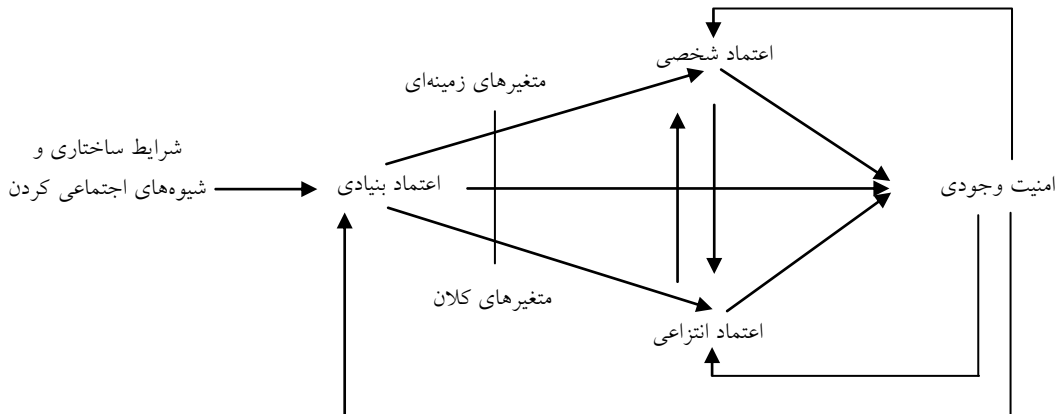 اعتماد شخصی
متغیرهای زمینه‌ای
شرایط ساختاری و
شیوه‌های اجتماعی کردن
اعتماد بنیادی
امنیت وجودی
متغیرهای کلان
اعتماد انتزاعی